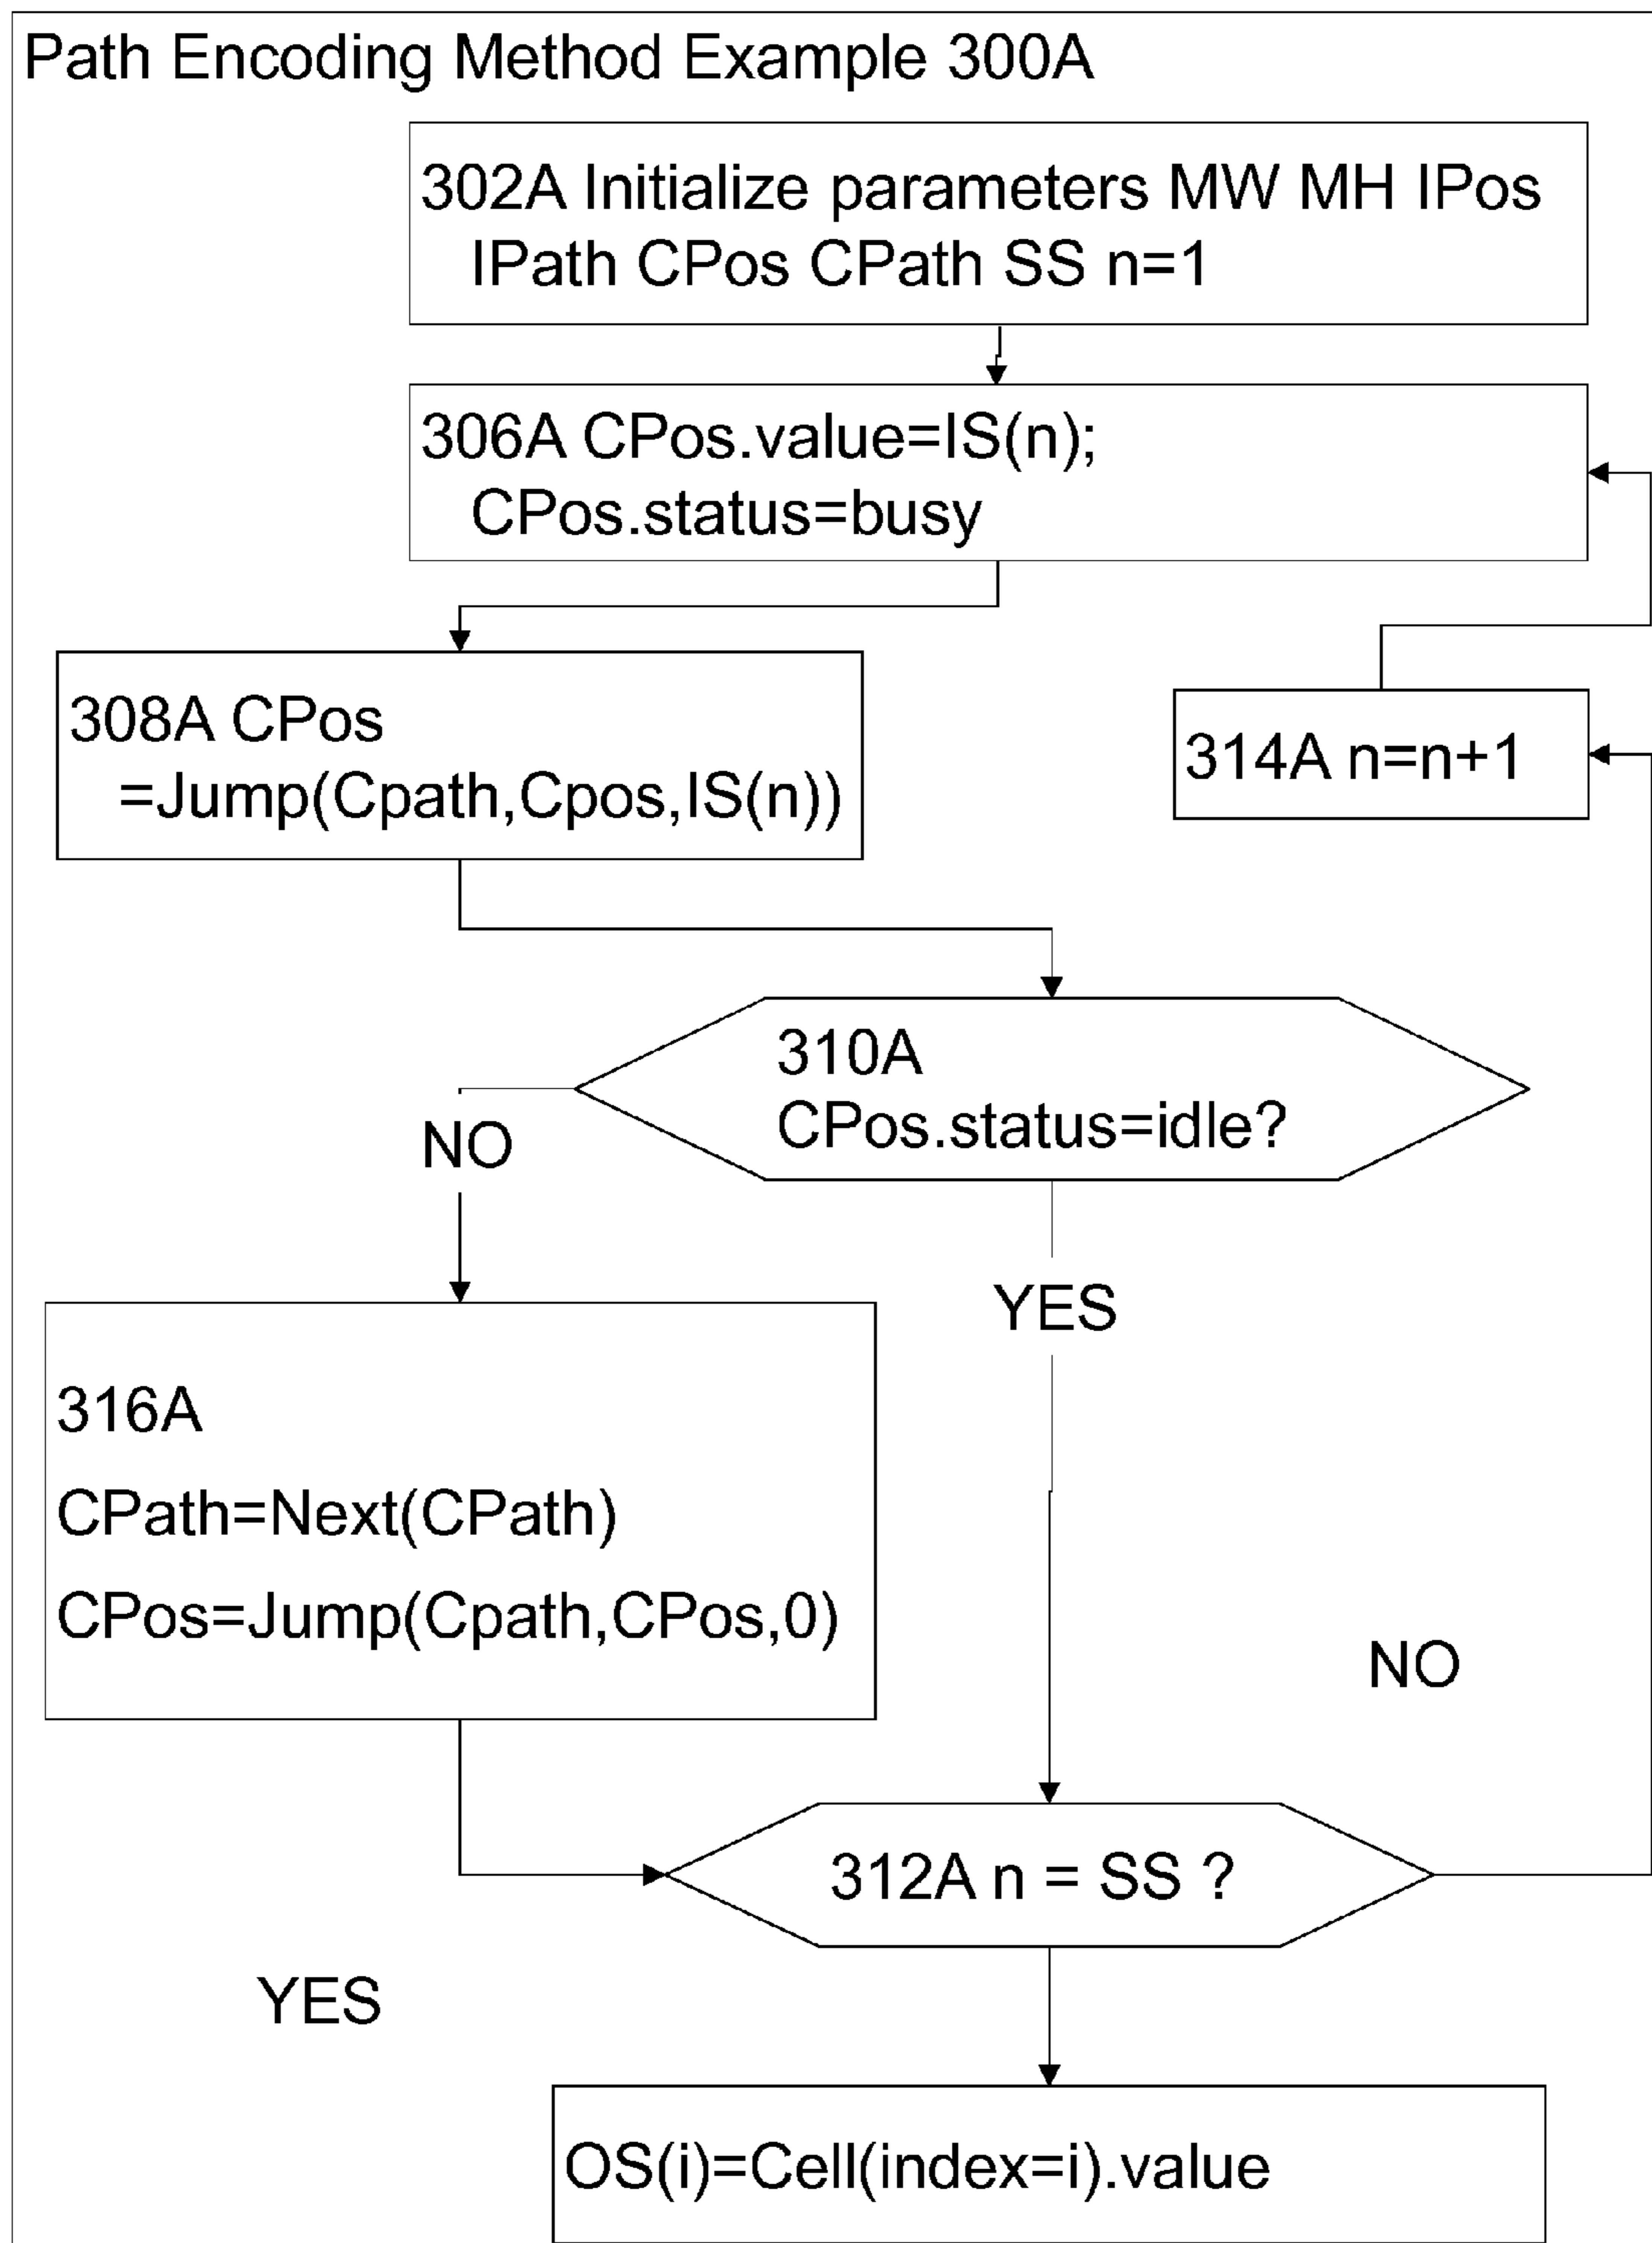 Path Encoding Method Example 300A
302A Initialize parameters MW MH IPos
IPath CPos CPath SS n=1
306A CPos.value=IS(n);
CPos.status=busy
308A CPos
=Jump(Cpath,Cpos,IS(n))
314A n=n+1
310A
CPos.status=idle?
NO
YES
316A
CPath=Next(CPath)
CPos=Jump(Cpath,CPos,0)
NO
312A n = SS ?
YES
OS(i)=Cell(index=i).value